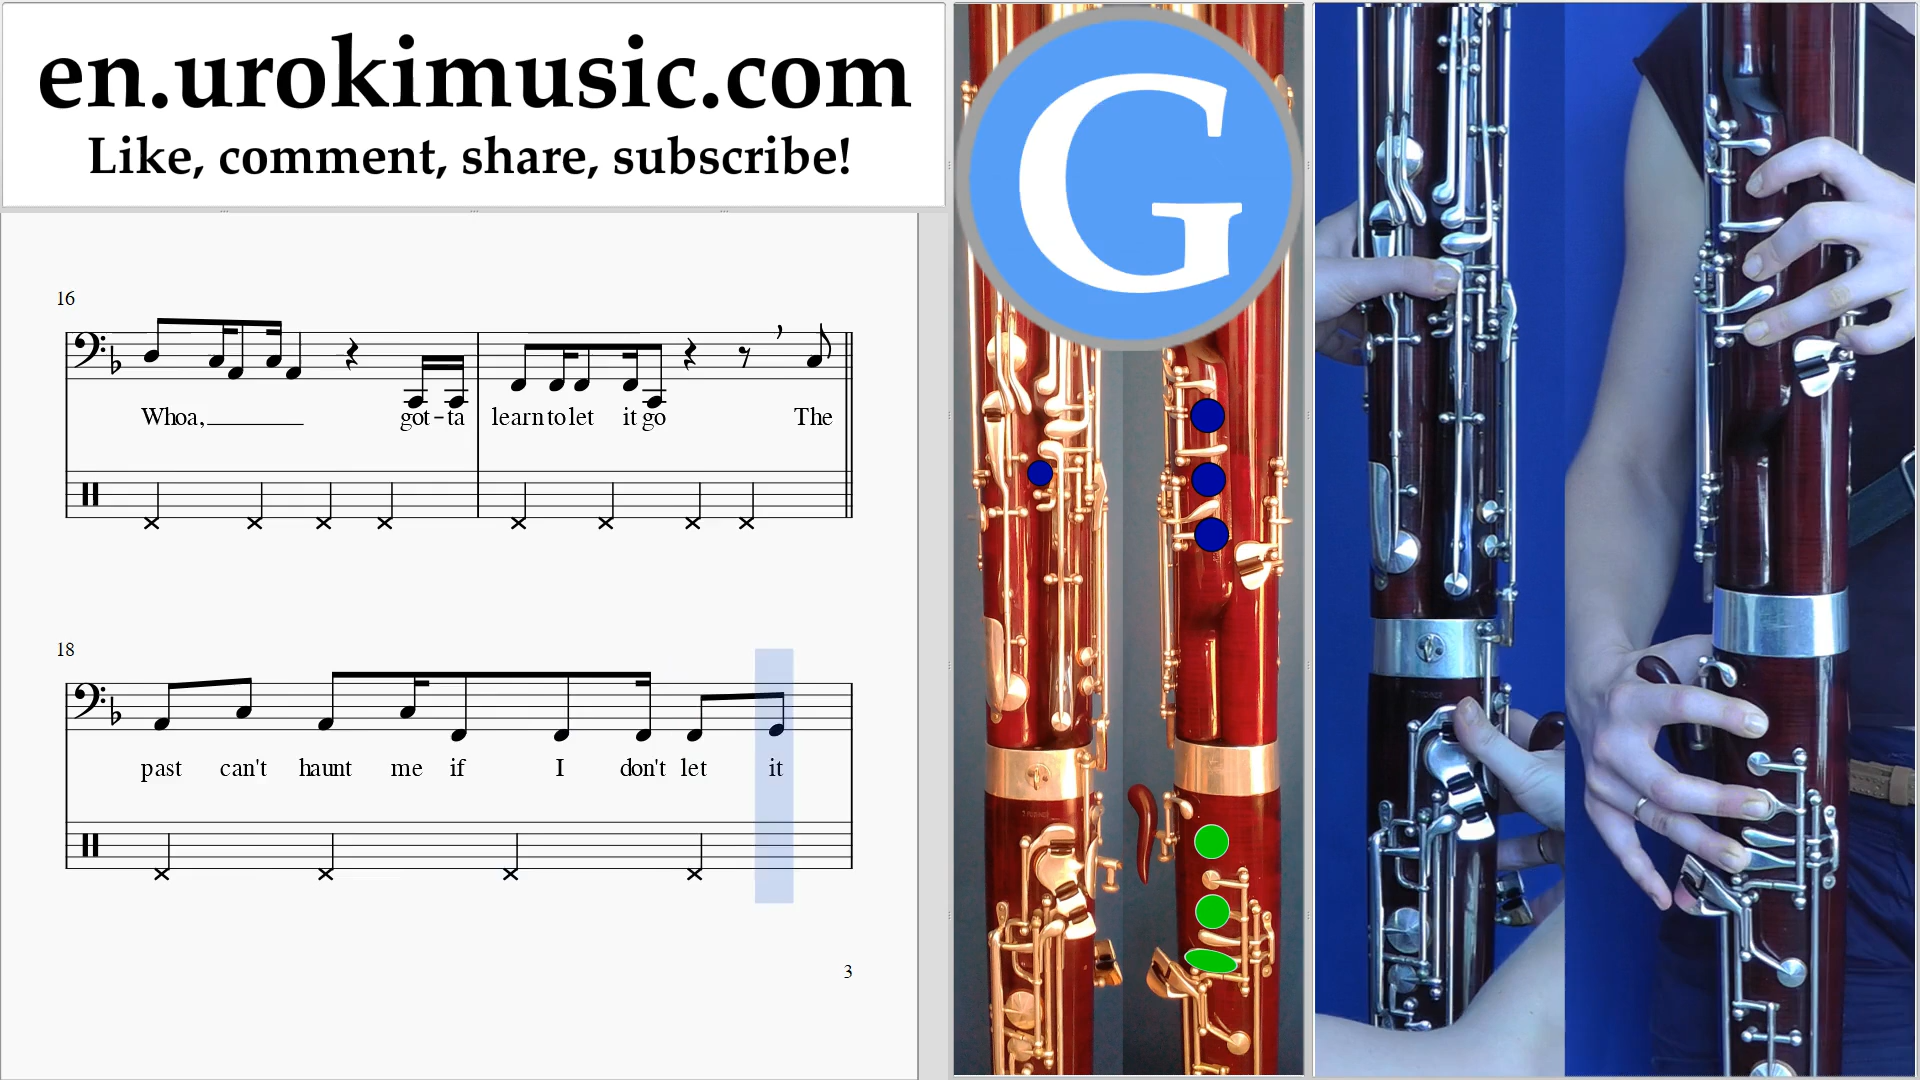 en.urokimusic.com
Like, comment, share, subscribe!
G
16
Whoa, got-ta learn to let it go The
18
past can't haunt me if I don't let it
3